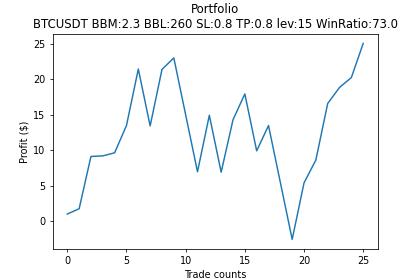 Portfolio
BTCUSDT BBM:2.3 BBL:260 SL:0.8 TP:0.8 lev:15 WinRatio:73.0
25
20
15
10
5
0
Profit ($)
0 5 10 15 20 25
Trade counts